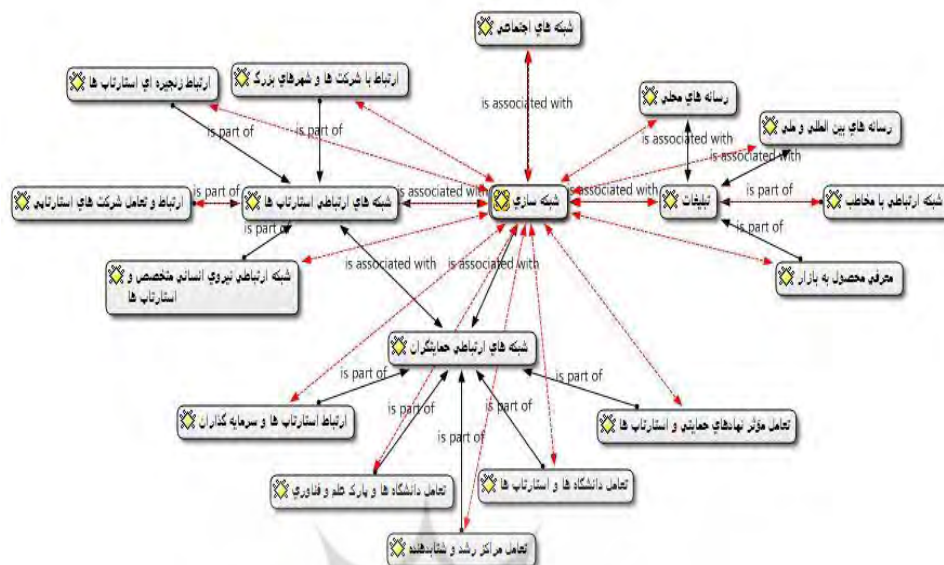 شبکه هاي اجتماعي
ارتباط با شرکت ها و شهرهاي بزرگ
ارتباط زنجيره اي استارتاپ ها
رسانه هاي محلي
رسانه هاي بين المللي و ملي
is associated with
is part of
is part of
is associated with
is associated with
شبکه ارتباطي با مخاطب
is part of
تبليغات
is associated with
شبکه سازي
is associated with
شبکه هاي ارتباطي استارتاپ ها
is part of
ارتباط و تعامل شرکت هاي استارتاپي
is part of
شبکه ارتباطي نيروي انساني متخصص و
استارتاپ ها
is associated with
is associated with
is part of
معرفي محصول به بازار
شبکه هاي ارتباطي حمايتگران
is part of
is part of
ارتباط استارتاپ ها و سرمايه گذاران
is part of
is part of
is part of
تعامل مؤثر نهادهاي حمايتي و استارتاپ ها
تعامل دانشگاه ها و پارک علم و فناوري
تعامل دانشگاه ها و استارتاپ ها
تعامل مراکز رشد و شتابدهنده